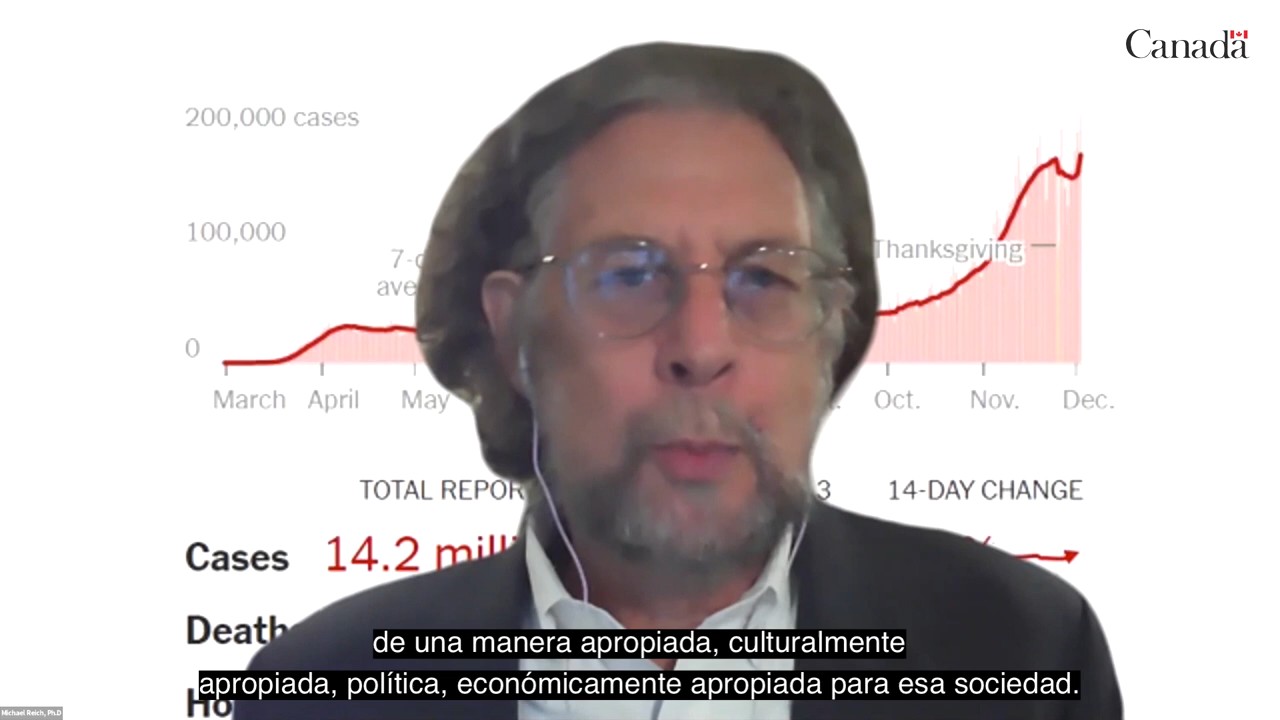 Canada
200,000 cases
100,000
7-
ave
Thanksgiving
0
March April May Oct. Nov. Dec.
TOTAL REPOR 3 14-DAY CHANGE
Cases 14.2 milli %
Death
Ho
de una manera apropiada, culturalmente
apropiada, política, económicamente apropiada para esa sociedad.
Michael Reich, Ph.D